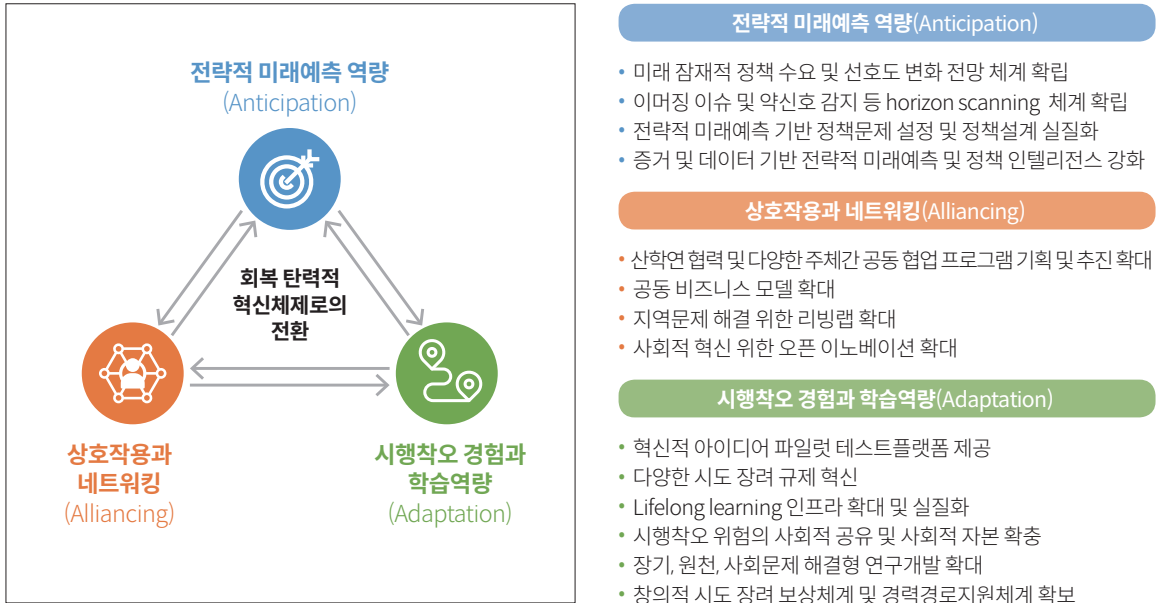 전략적 미래예측 역량
(Anticipation)
회복 탄력적
혁신체제로의
전환
상호작용과
네트워킹
(Alliancing)
시행착오 경험과
학습역량
(Adaptation)
전략적 미래예측 역량(Anticipation)
• 미래 잠재적 정책 수요 및 선호도 변화 전망 체계 확립
• 이머징 이슈 및 약신호 감지 등 horizon scanning 체계 확립
• 전략적 미래예측 기반 정책문제 설정 및 정책설계 실질화
• 증거 및 데이터 기반 전략적 미래예측 및 정책 인텔리전스 강화
상호작용과 네트워킹(Alliancing)
• 산학연 협력 및 다양한 주체간 공동 협업 프로그램 기획 및 추진 확대
• 공동 비즈니스 모델 확대
• 지역문제 해결 위한 리빙랩 확대
• 사회적 혁신 위한 오픈 이노베이션 확대
시행착오 경험과 학습역량(Adaptation)
• 혁신적 아이디어 파일럿 테스트플랫폼 제공
• 다양한 시도 장려 규제 혁신
• Lifelong learning 인프라 확대 및 실질화
• 시행착오 위험의 사회적 공유 및 사회적 자본 확충
• 장기, 원천, 사회문제 해결형 연구개발 확대
• 창의적 시도 장려 보상체계 및 경력경로지원체계 확보